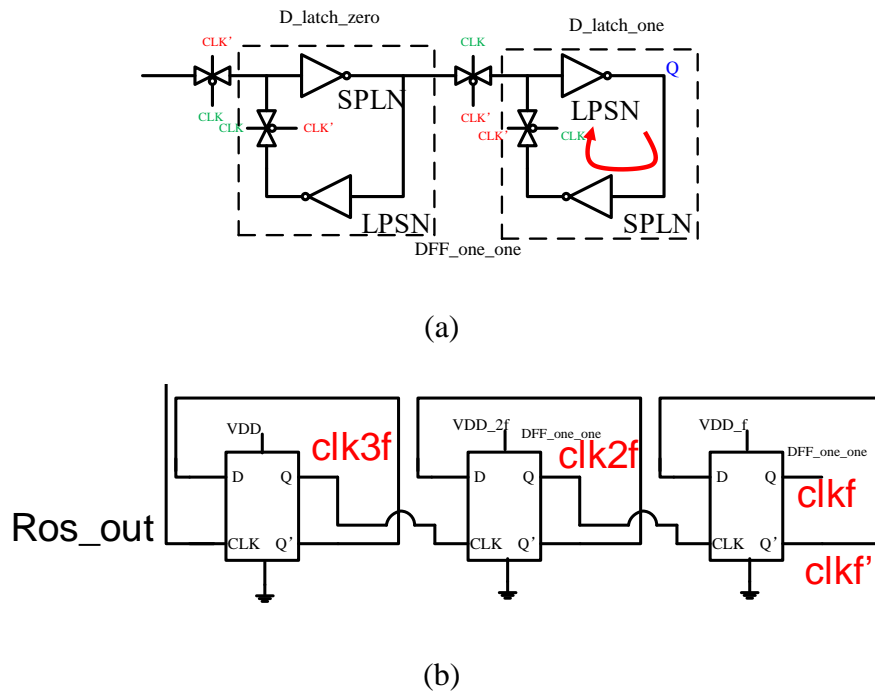 D_latch_zero
D_latch_one
CLK'
CLK
Q
SPLN
LPSN
CLK
CLK'
CLK
CLK'
CLK'
CLK
LPSN
SPLN
DFF_one_one
(a)
VDD
clk3f
VDD_2f
DFF_one_one
clk2f
VDD_f
DFF_one_one
D
Q
D
Q
D
Q
clkf
Ros_out
CLK
Q'
CLK
Q'
CLK
Q'
clkf'
(b)